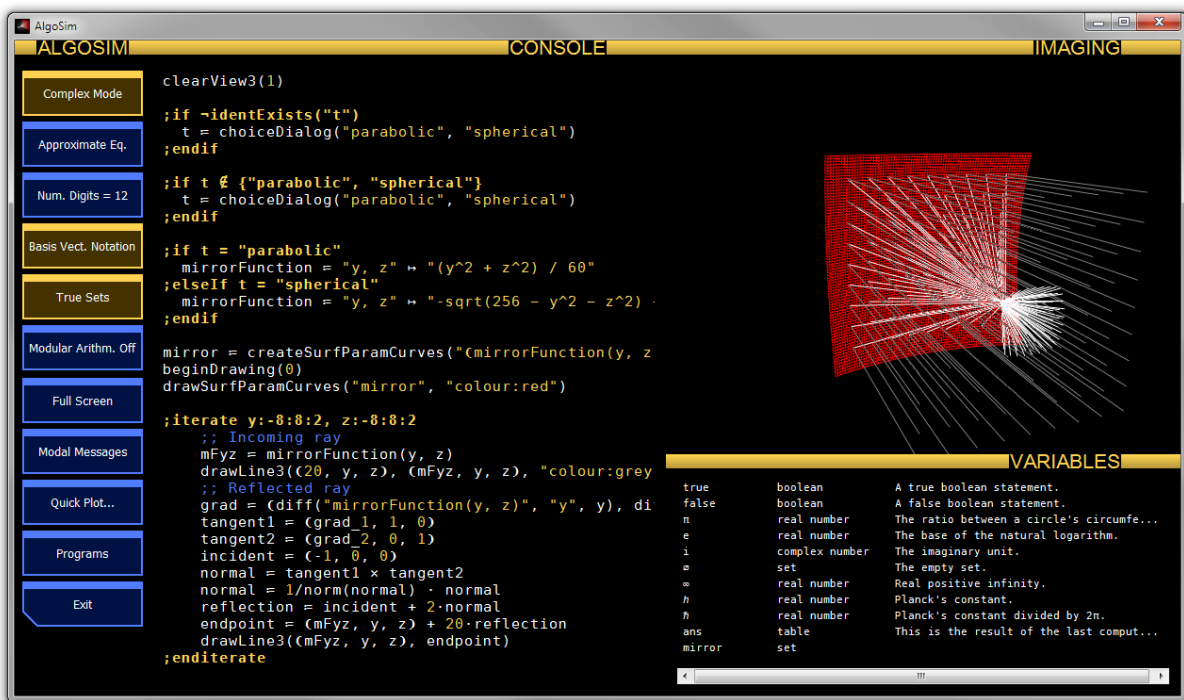 AlgoSim
ALGOSIM
CONSOLE
IMAGING
Complex Mode
Approximate Eq.
Num. Digits = 12
Basis Vect. Notation
True Sets
Modular Arithm. Off
Full Screen
Modal Messages
Quick Plot...
Programs
Exit
clearView3(1)
;if ¬identExists("t")
t ≔ choiceDialog("parabolic", "spherical")
;endif
;if t ∉ {"parabolic", "spherical"}
t ≔ choiceDialog("parabolic", "spherical")
;endif
;if t = "parabolic"
mirrorFunction ≔ "y, z" ↦ "(y^2 + z^2) / 60"
;elseIf t = "spherical"
mirrorFunction ≔ "y, z" ↦ "-sqrt(256 − y^2 − z^2)
;endif
mirror ≔ createSurfParamCurves("(mirrorFunction(y, z
beginDrawing(0)
drawSurfParamCurves("mirror", "colour:red")
;iterate y:-8:8:2, z:-8:8:2
;; Incoming ray
mFyz ≔ mirrorFunction(y, z)
drawLine3((20, y, z), (mFyz, y, z), "colour:grey
;; Reflected ray
grad ≔ (diff("mirrorFunction(y, z)", "y", y), di
tangent1 ≔ (grad_1, 1, 0)
tangent2 ≔ (grad_2, 0, 1)
incident ≔ (-1, 0, 0)
normal ≔ tangent1 × tangent2
normal ≔ 1/norm(normal) · normal
reflection ≔ incident + 2·normal
endpoint ≔ (mFyz, y, z) + 20·reflection
drawLine3((mFyz, y, z), endpoint)
;enditerate
VARIABLES
true boolean A true boolean statement.
false boolean A false boolean statement.
π real number The ratio between a circle's circumfe...
e real number The base of the natural logarithm.
i complex number The imaginary unit.
∅ set The empty set.
∞ real number Real positive infinity.
ℎ real number Planck's constant.
ℏ real number Planck's constant divided by 2π.
ans table This is the result of the last comput...
mirror set